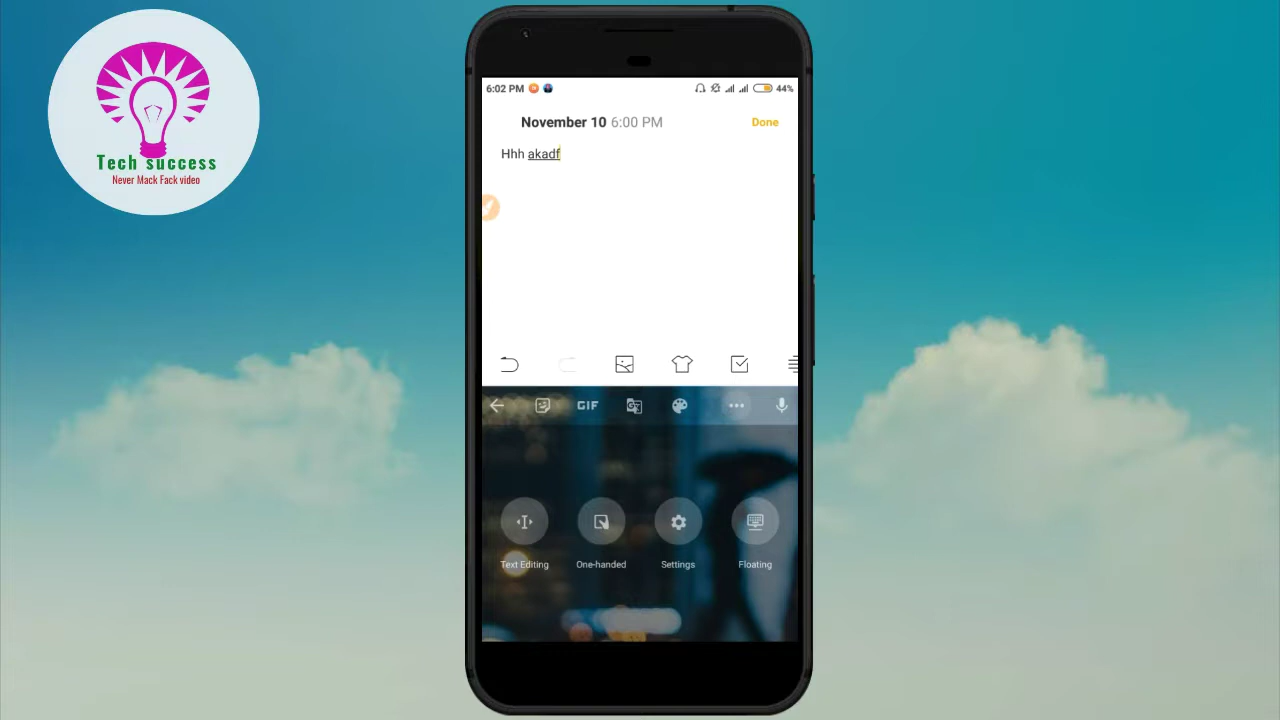 Tech success
Never Mack Fack video
6:02 PM 44%
November 10 6:00 PM Done
Hhh akadf
GIF
Text Editing One-handed Settings Floating